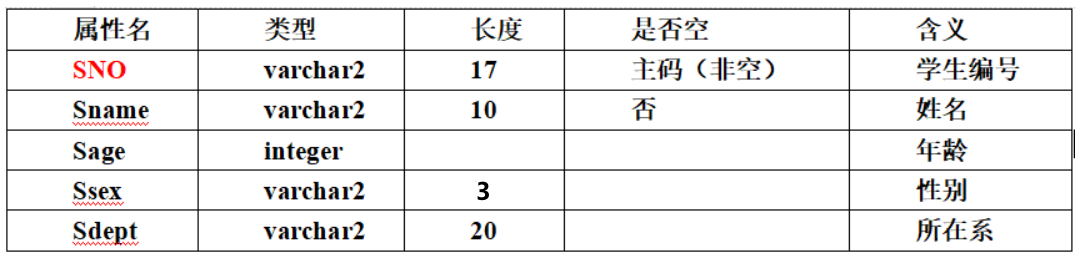 属性名 类型 长度 是否空 含义
SNO varchar2 17 主码（非空） 学生编号
Sname varchar2 10 否 姓名
Sage integer 年龄
Ssex varchar2 3 性别
Sdept varchar2 20 所在系